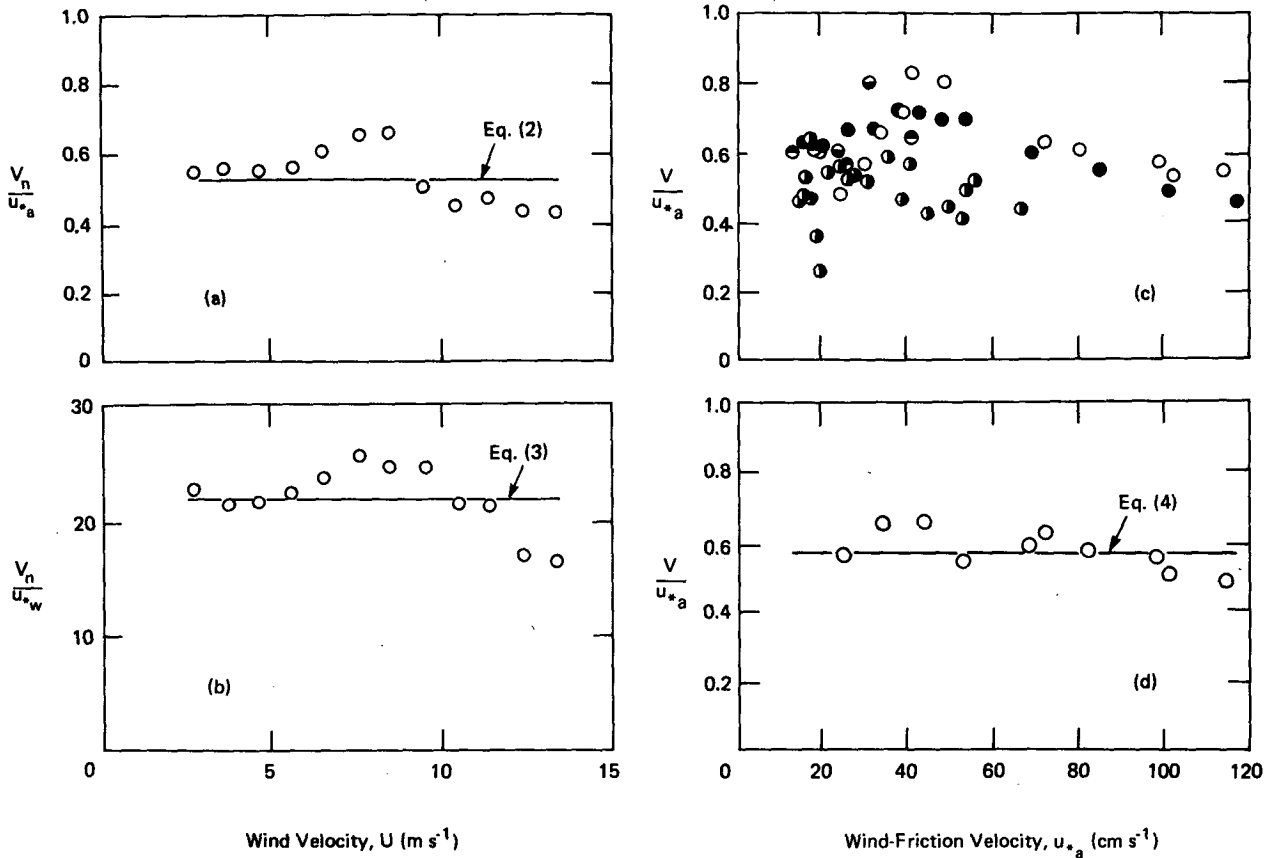 1.0
0.8
0.6
0.4
0.2
0
V_n
u_{*a}
Eq. (2)
(a)
30
20
10
0
5
10
15
V_n
u_{*w}
Eq. (3)
(b)
Wind Velocity, U (m s⁻¹)
1.0
0.8
0.6
0.4
0.2
0
V
u_{*a}
(c)
1.0
0.8
0.6
0.4
0.2
0
20
40
60
80
100
120
V
u_{*a}
Eq. (4)
(d)
Wind-Friction Velocity, u_{*a} (cm s⁻¹)